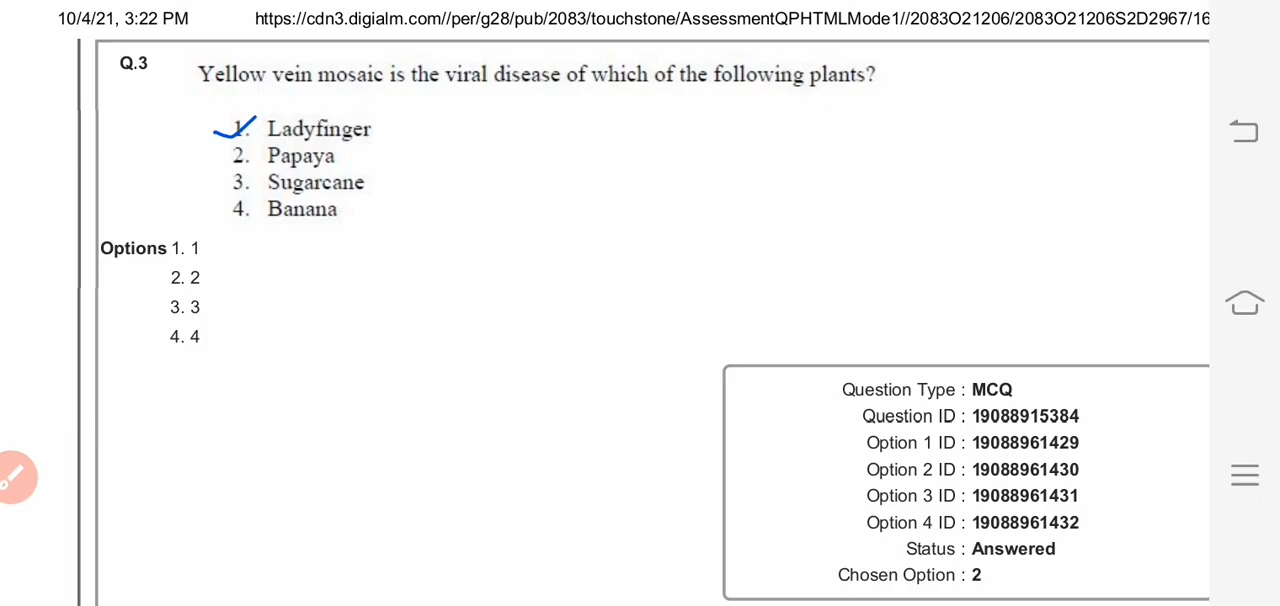 10/4/21, 3:22 PM https://cdn3.digialm.com//per/g28/pub/2083/touchstone/AssessmentQPHTMLMode1//2083O21206/2083O21206S2D2967/16
Q.3 Yellow vein mosaic is the viral disease of which of the following plants?
1. Ladyfinger
2. Papaya
3. Sugarcane
4. Banana
Options 1. 1
2. 2
3. 3
4. 4
Question Type : MCQ
Question ID : 19088915384
Option 1 ID : 19088961429
Option 2 ID : 19088961430
Option 3 ID : 19088961431
Option 4 ID : 19088961432
Status : Answered
Chosen Option : 2